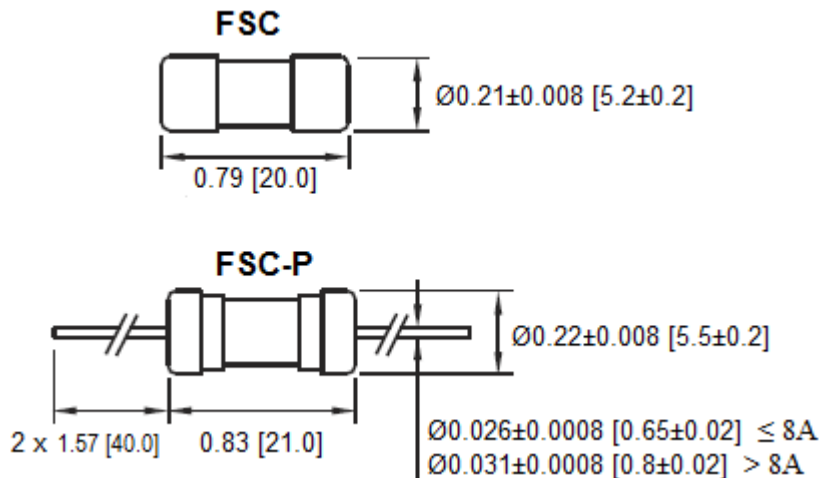 FSC
Ø0.21±0.008 [5.2±0.2]
0.79 [20.0]
FSC-P
Ø0.22±0.008 [5.5±0.2]
2 x 1.57 [40.0]
0.83 [21.0]
Ø0.026±0.0008 [0.65±0.02] ≤ 8A
Ø0.031±0.0008 [0.8±0.02] > 8A